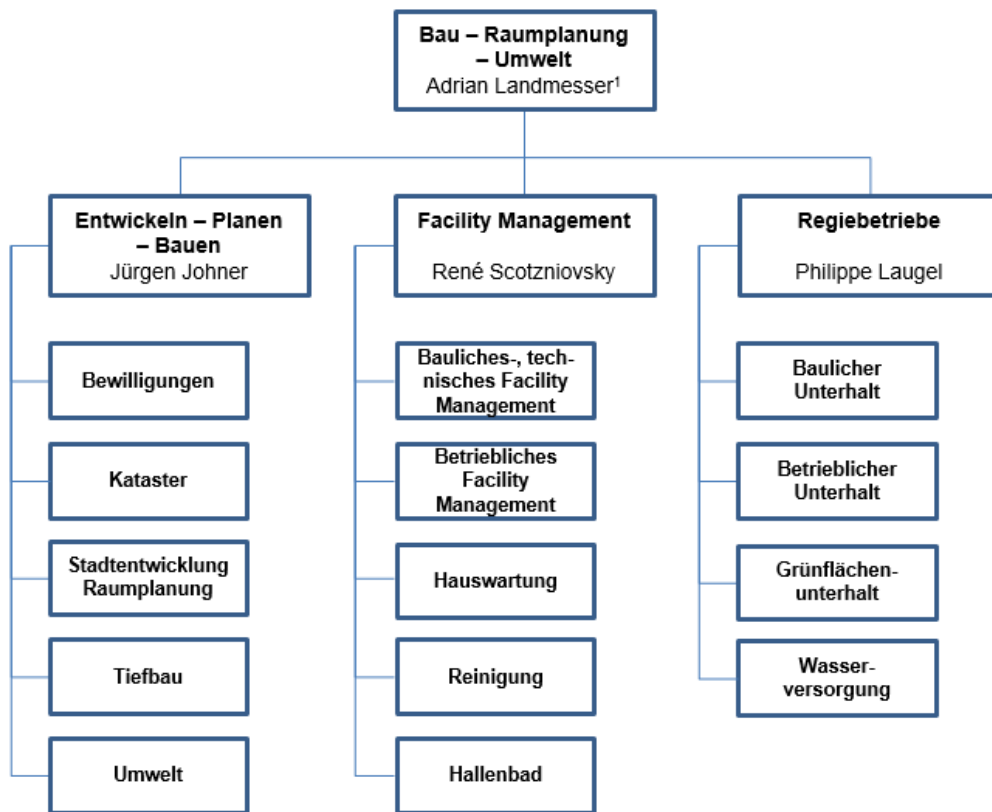 Bau – Raumplanung
– Umwelt
Adrian Landmesser¹
Entwickeln – Planen
– Bauen
Jürgen Johner
Bewilligungen
Kataster
Stadtentwicklung
Raumplanung
Tiefbau
Umwelt
Facility Management
René Scotzniovsky
Bauliches-, tech-
nisches Facility
Management
Betriebliches
Facility
Management
Hauswartung
Reinigung
Hallenbad
Regiebetriebe
Philippe Laugel
Baulicher
Unterhalt
Betrieblicher
Unterhalt
Grünflächen-
unterhalt
Wasser-
versorgung